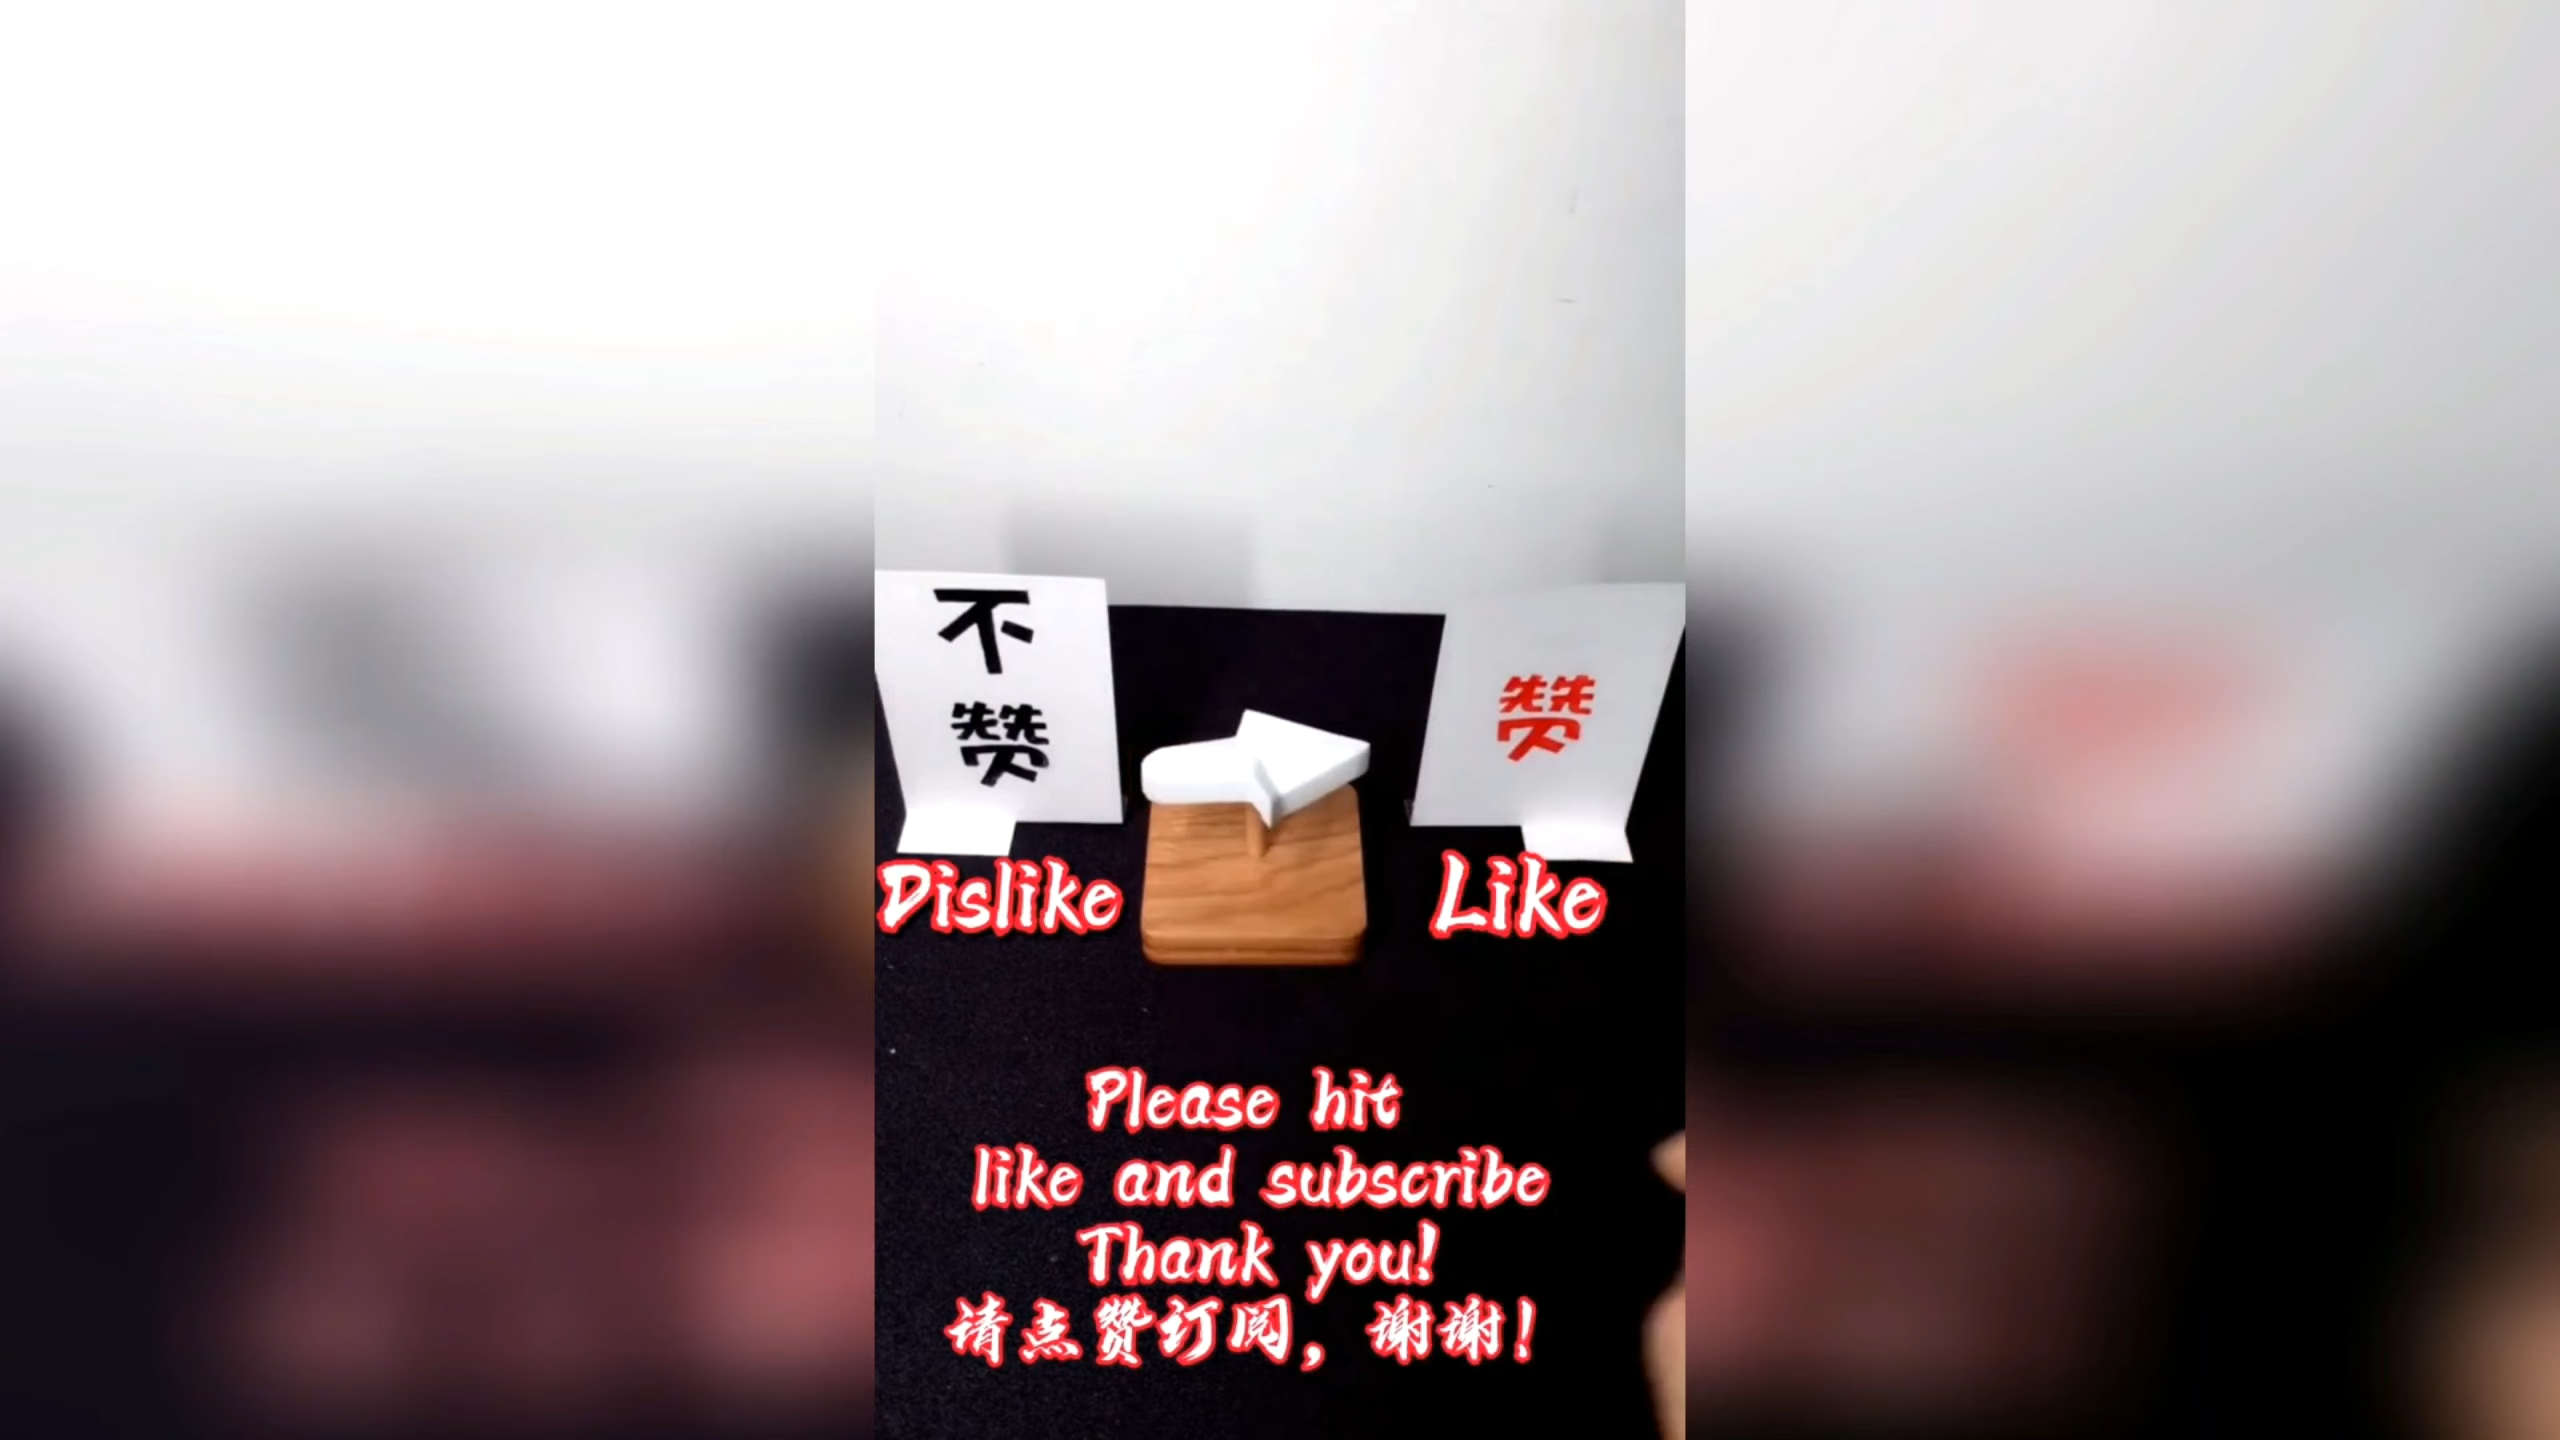 不
赞
赞
Dislike
Like
Please hit
like and subscribe
Thank you!
请点赞订阅，谢谢！